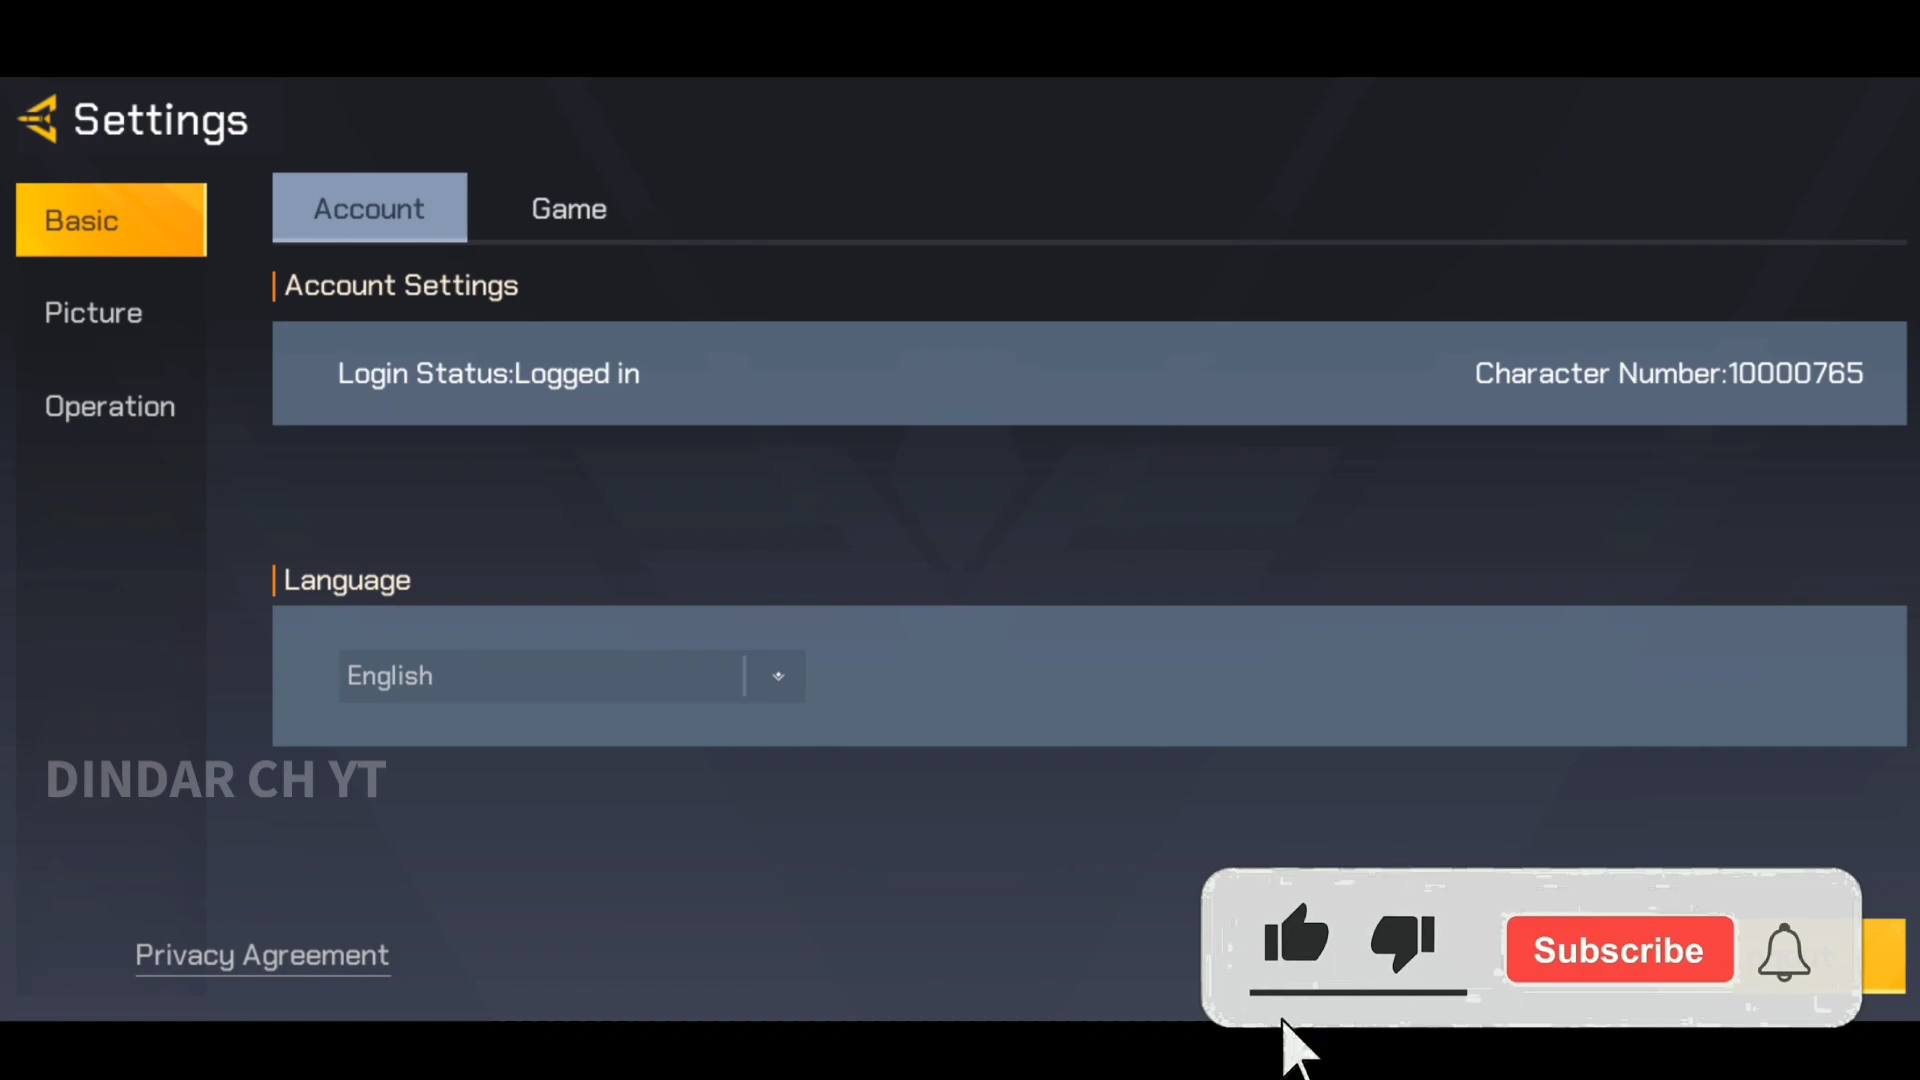 Settings
Basic
Account
Game
Account Settings
Picture
Login Status:Logged in
Character Number:10000765
Operation
Language
English
DINDAR CH YT
Privacy Agreement
Subscribe